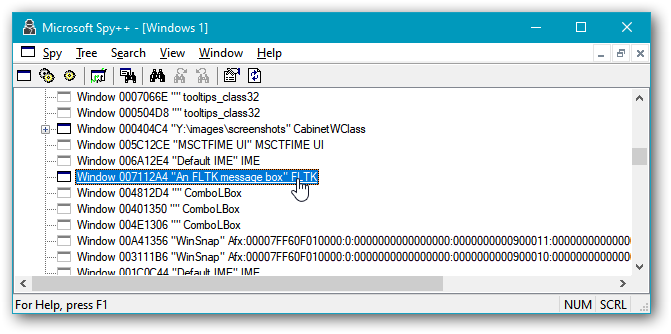 Microsoft Spy++ - [Windows 1]
Spy Tree Search View Window Help
Window 0007066E "" tooltips_class32
Window 000504D8 "" tooltips_class32
Window 000404C4 "Y:\images\screenshots" CabinetWClass
Window 005C12CE "MSCTFIME UI" MSCTFIME UI
Window 006A12E4 "Default IME" IME
Window 007112A4 "An FLTK message box" FLTK
Window 004812D4 "" ComboLBox
Window 00401350 "" ComboLBox
Window 004E1306 "" ComboLBox
Window 00A41356 "WinSnap" Afx:00007FF60F010000:0:0000000000000000:0000000000900011:000000000000
Window 003111B6 "WinSnap" Afx:00007FF60F010000:0:0000000000000000:0000000000900010:000000000000
Window 001C0C44 "Default IME" IME
For Help, press F1 NUM SCRL